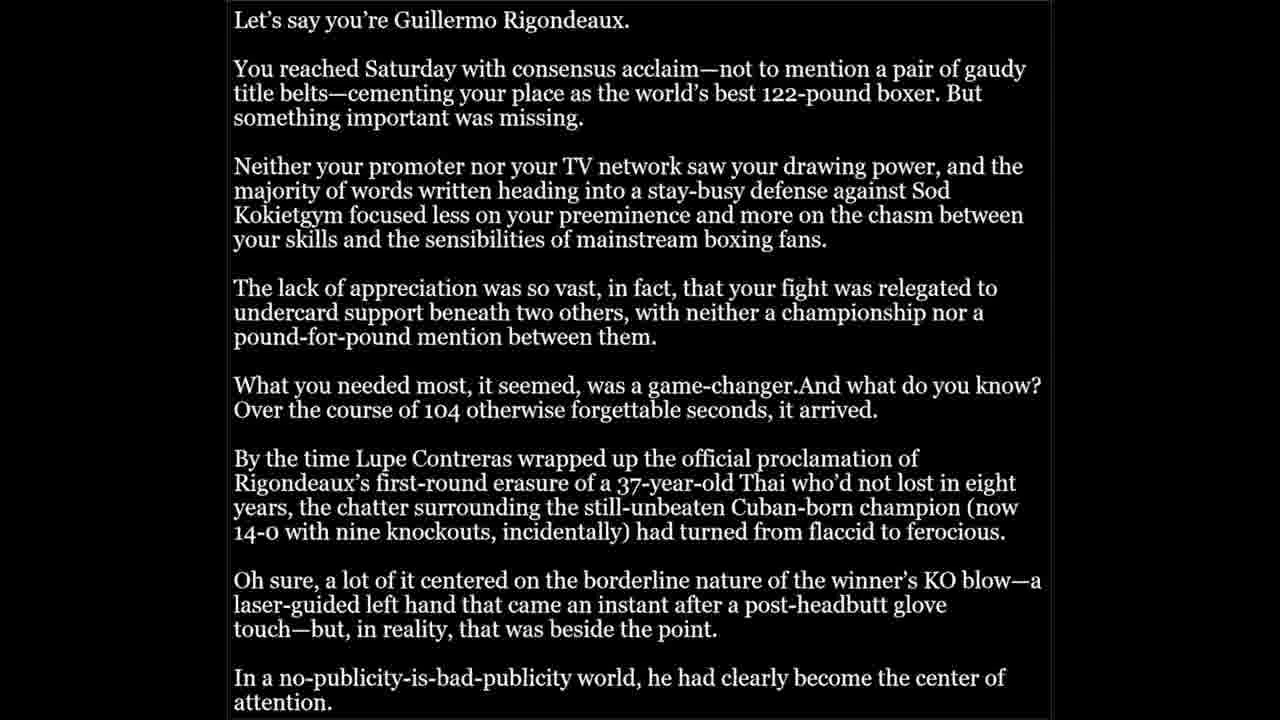 Let's say you're Guillermo Rigondeaux.
You reached Saturday with consensus acclaim—not to mention a pair of gaudy
title belts—cementing your place as the world's best 122-pound boxer. But
something important was missing.
Neither your promoter nor your TV network saw your drawing power, and the
majority of words written heading into a stay-busy defense against Sod
Kokietgym focused less on your preeminence and more on the chasm between
your skills and the sensibilities of mainstream boxing fans.
The lack of appreciation was so vast, in fact, that your fight was relegated to
undercard support beneath two others, with neither a championship nor a
pound-for-pound mention between them.
What you needed most, it seemed, was a game-changer.And what do you know?
Over the course of 104 otherwise forgettable seconds, it arrived.
By the time Lupe Contreras wrapped up the official proclamation of
Rigondeaux's first-round erasure of a 37-year-old Thai who'd not lost in eight
years, the chatter surrounding the still-unbeaten Cuban-born champion (now
14-0 with nine knockouts, incidentally) had turned from flaccid to ferocious.
Oh sure, a lot of it centered on the borderline nature of the winner's KO blow—a
laser-guided left hand that came an instant after a post-headbutt glove
touch—but, in reality, that was beside the point.
In a no-publicity-is-bad-publicity world, he had clearly become the center of
attention.